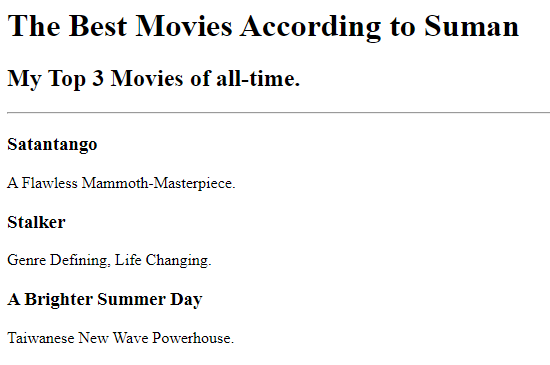 The Best Movies According to Suman
My Top 3 Movies of all-time.
Satantango
A Flawless Mammoth-Masterpiece.
Stalker
Genre Defining, Life Changing.
A Brighter Summer Day
Taiwanese New Wave Powerhouse.